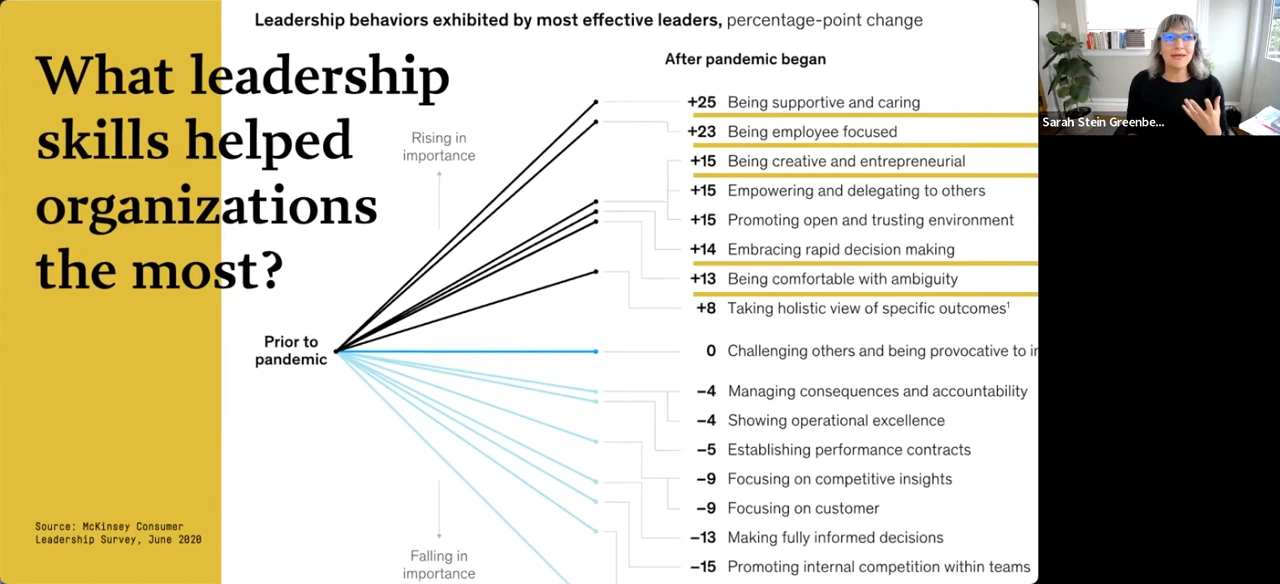 Leadership behaviors exhibited by most effective leaders, percentage-point change
What leadership
skills helped
organizations
the most?
After pandemic began
Rising in
importance
Prior to
pandemic
Falling in
importance
+25 Being supportive and caring
+23 Being employee focused
+15 Being creative and entrepreneurial
+15 Empowering and delegating to others
+15 Promoting open and trusting environment
+14 Embracing rapid decision making
+13 Being comfortable with ambiguity
+8 Taking holistic view of specific outcomes¹
0 Challenging others and being provocative to
–4 Managing consequences and accountability
–4 Showing operational excellence
–5 Establishing performance contracts
–9 Focusing on competitive insights
–9 Focusing on customer
–13 Making fully informed decisions
–15 Promoting internal competition within teams
Source: McKinsey Consumer
Leadership Survey, June 2020
Sarah Stein Greenbe...